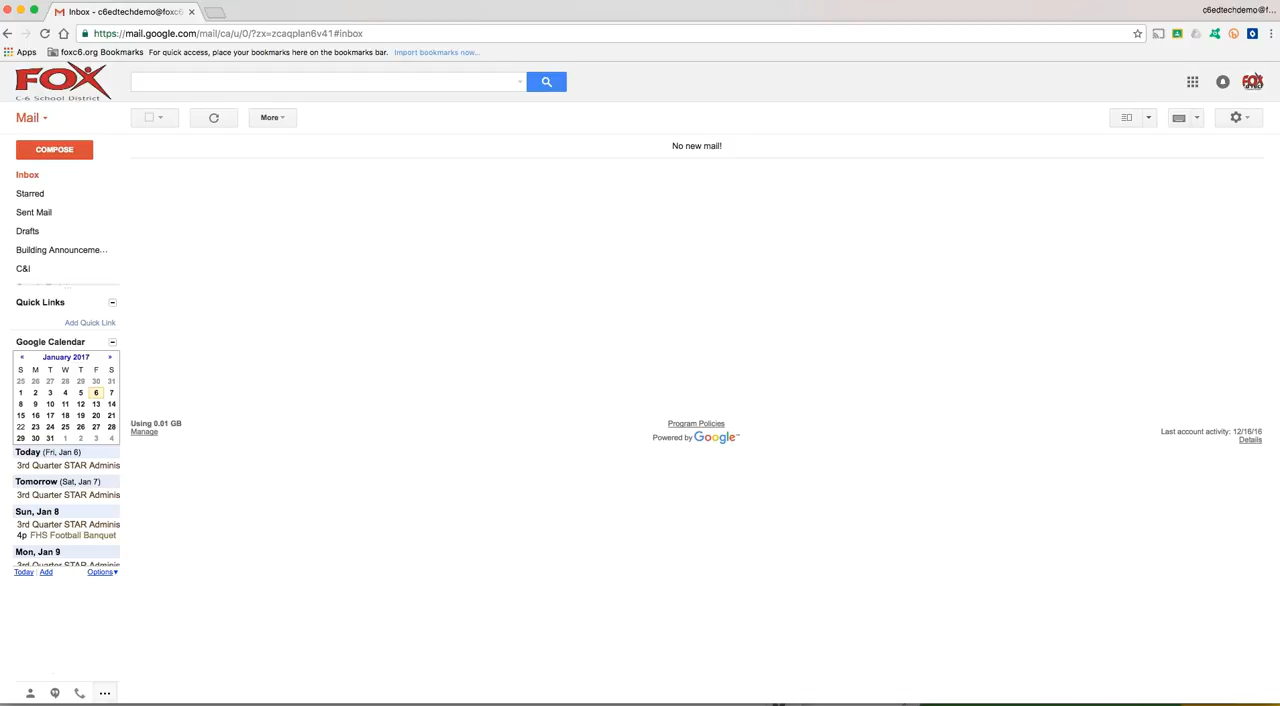 Inbox - c6edtechdemo@foxc6
c6edtechdemo@f...
https://mail.google.com/mail/ca/u/0/?zx=zcaqplan6v41#inbox
Apps foxc6.org Bookmarks For quick access, place your bookmarks here on the bookmarks bar. Import bookmarks now...
FOX
C-6 School District
Mail
More
COMPOSE
No new mail!
Inbox
Starred
Sent Mail
Drafts
Building Announceme...
C&I
Quick Links
Add Quick Link
Google Calendar
« January 2017 »
S M T W T F S
25 26 27 28 29 30 31
1 2 3 4 5 6 7
8 9 10 11 12 13 14
15 16 17 18 19 20 21
22 23 24 25 26 27 28
29 30 31 1 2 3 4
Using 0.01 GB
Manage
Program Policies
Powered by Google™
Last account activity: 12/16/16
Details
Today (Fri, Jan 6)
3rd Quarter STAR Adminis
Tomorrow (Sat, Jan 7)
3rd Quarter STAR Adminis
Sun, Jan 8
3rd Quarter STAR Adminis
4p FHS Football Banquet
Mon, Jan 9
3rd Quarter STAR Adminis
Today Add Options▾